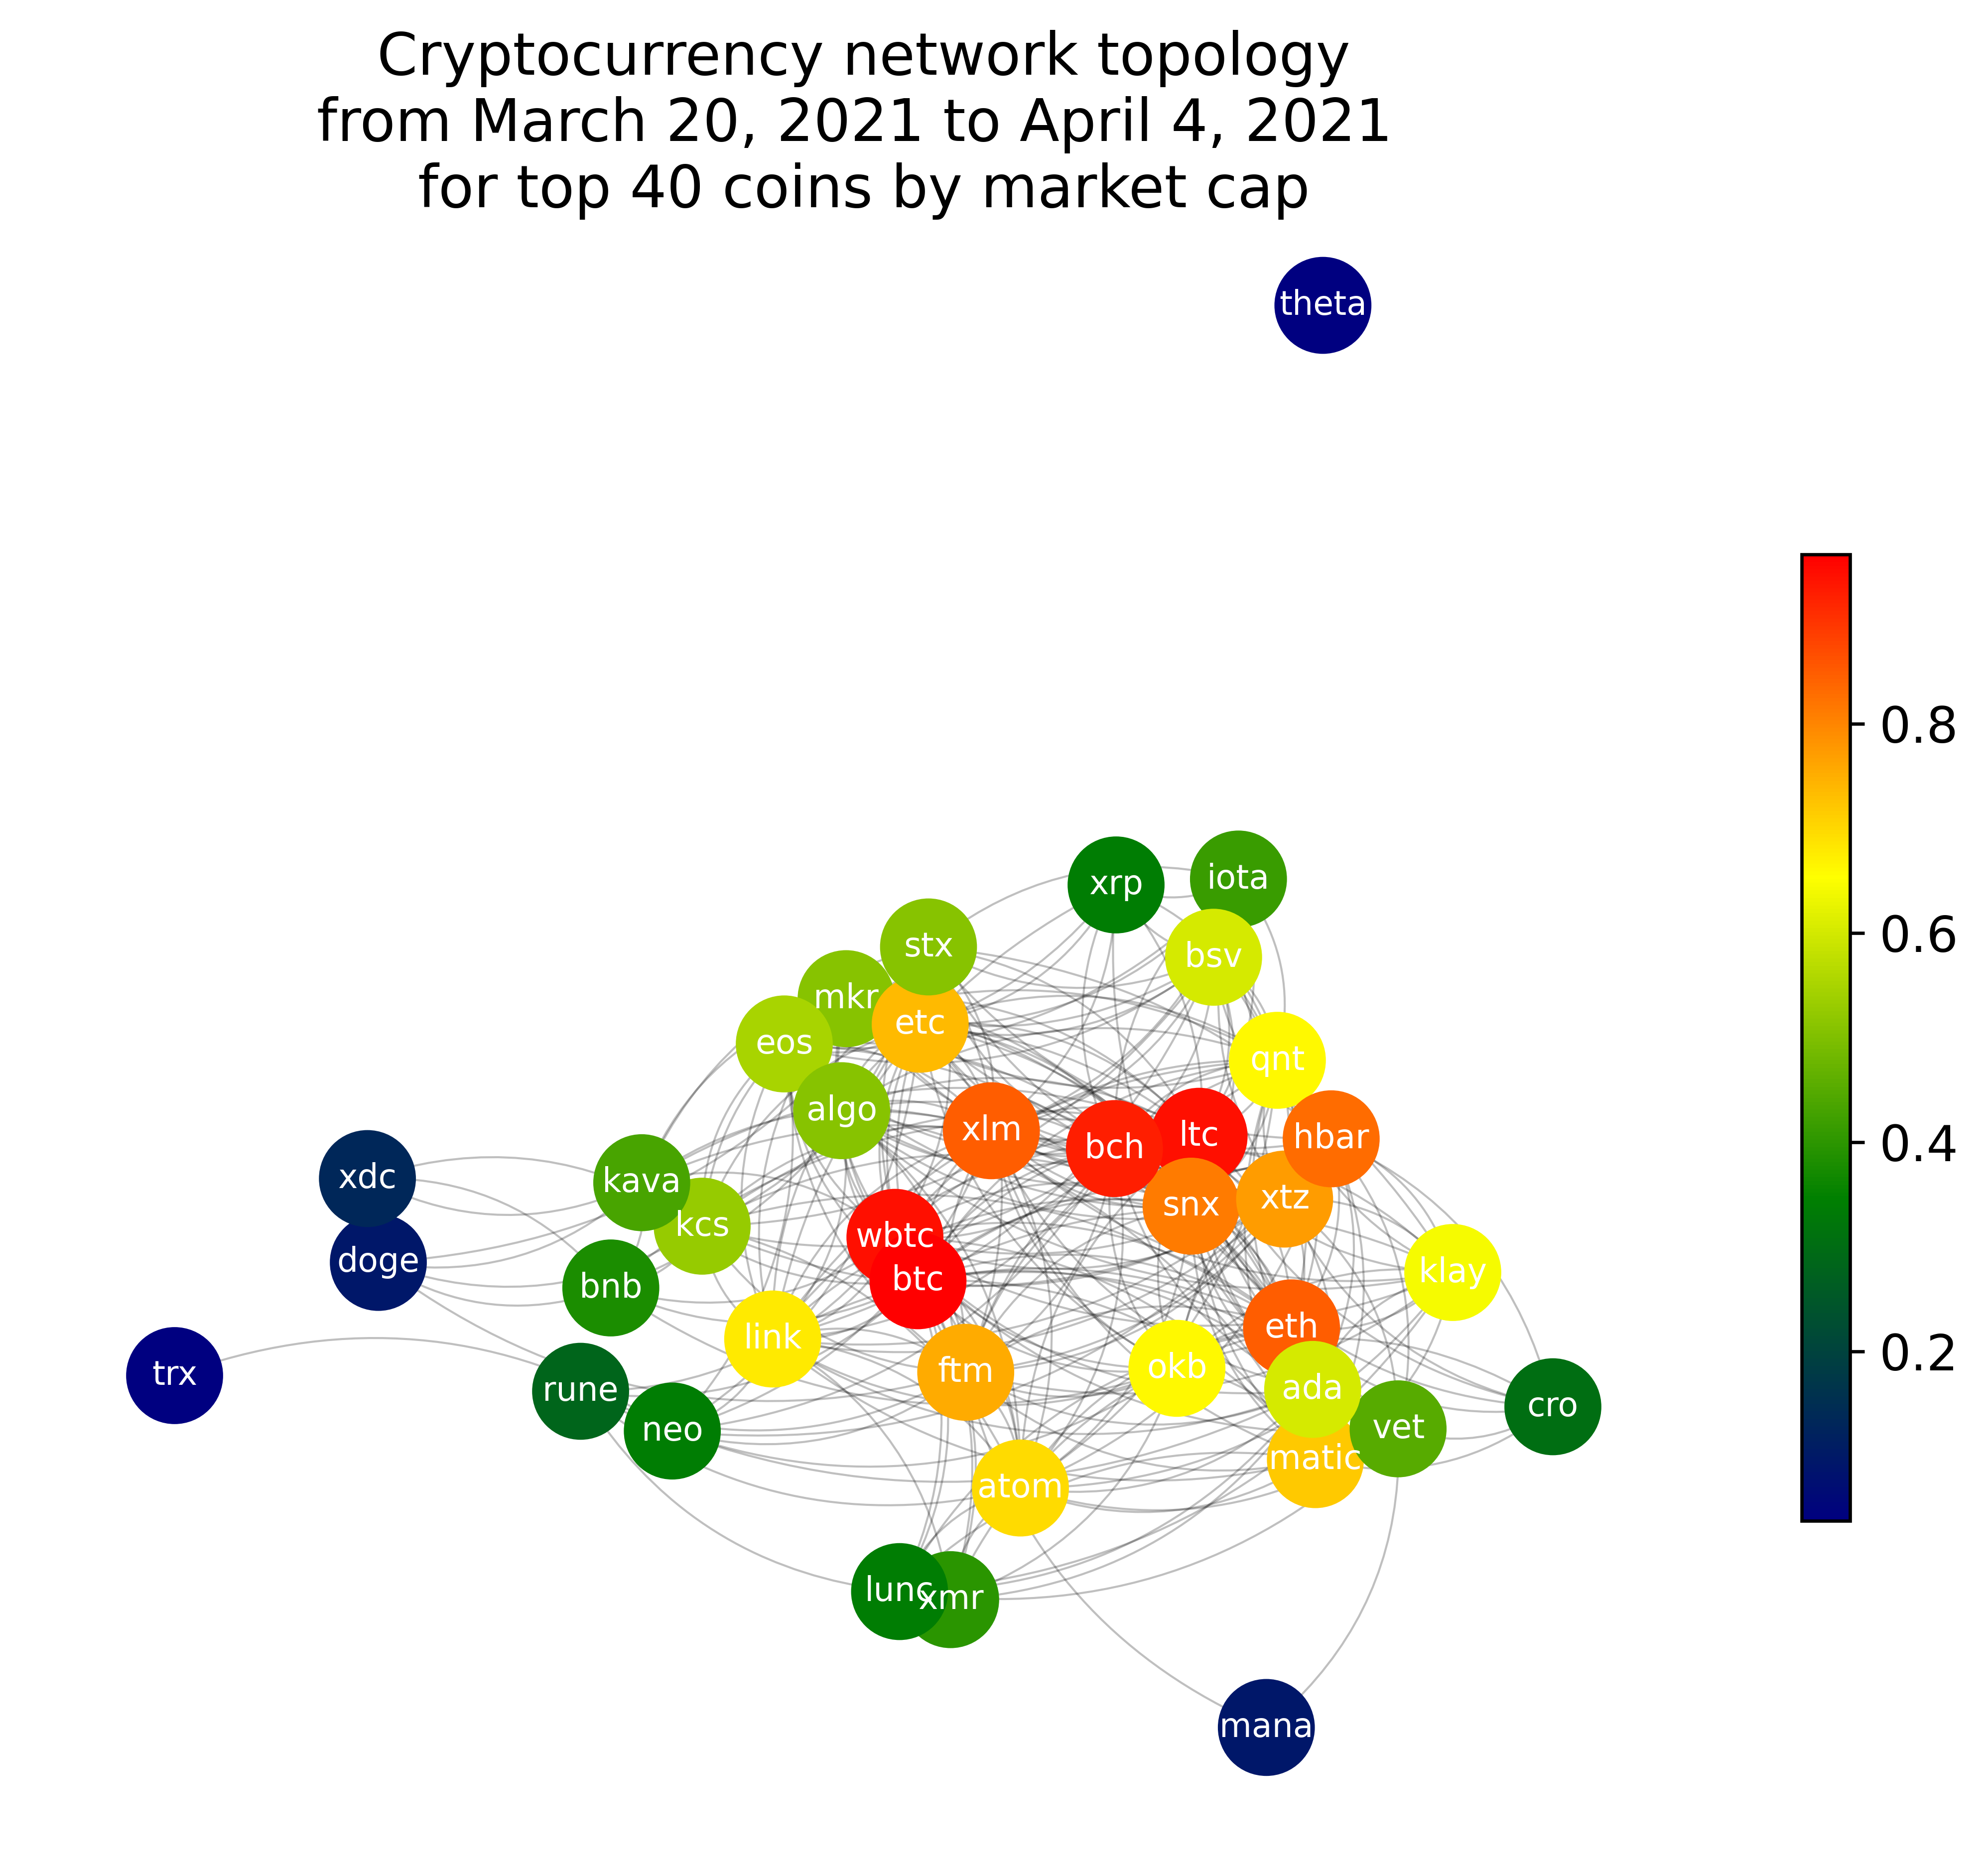 Cryptocurrency network topology
from March 20, 2021 to April 4, 2021
for top 40 coins by market cap
theta
0.8
xrp
iota
stx
bsv
0.6
mkr
etc
eos
qnt
algo
xlm
bch
ltc
hbar
0.4
xdc
kava
kcs
snx
xtz
wbtc
doge
bnb
btc
klay
link
eth
0.2
trx
rune
ftm
okb
ada
cro
neo
vet
matic
atom
lunc
xmr
mana